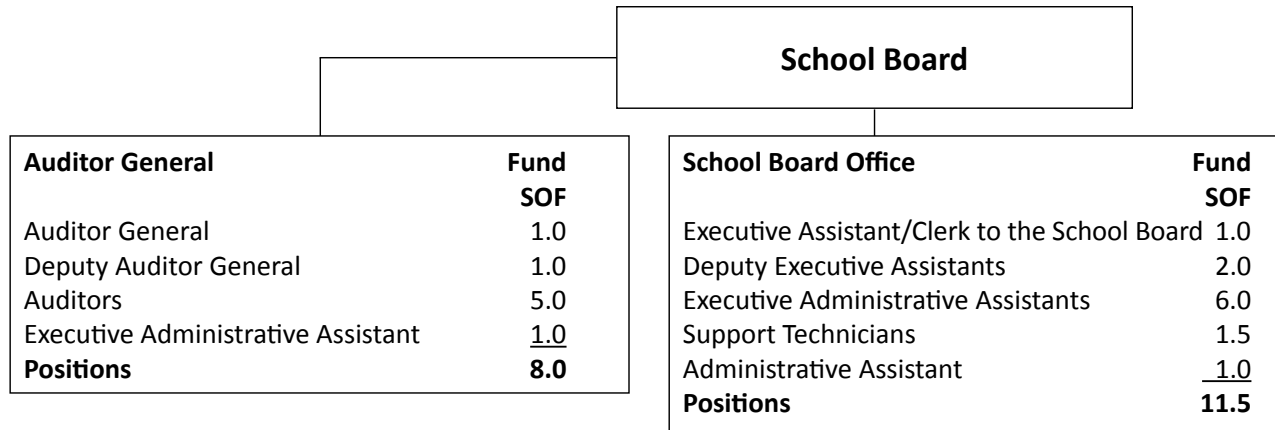 School Board
Auditor General Fund
SOF
Auditor General 1.0
Deputy Auditor General 1.0
Auditors 5.0
Executive Administrative Assistant 1.0
Positions 8.0
School Board Office Fund
SOF
Executive Assistant/Clerk to the School Board 1.0
Deputy Executive Assistants 2.0
Executive Administrative Assistants 6.0
Support Technicians 1.5
Administrative Assistant 1.0
Positions 11.5